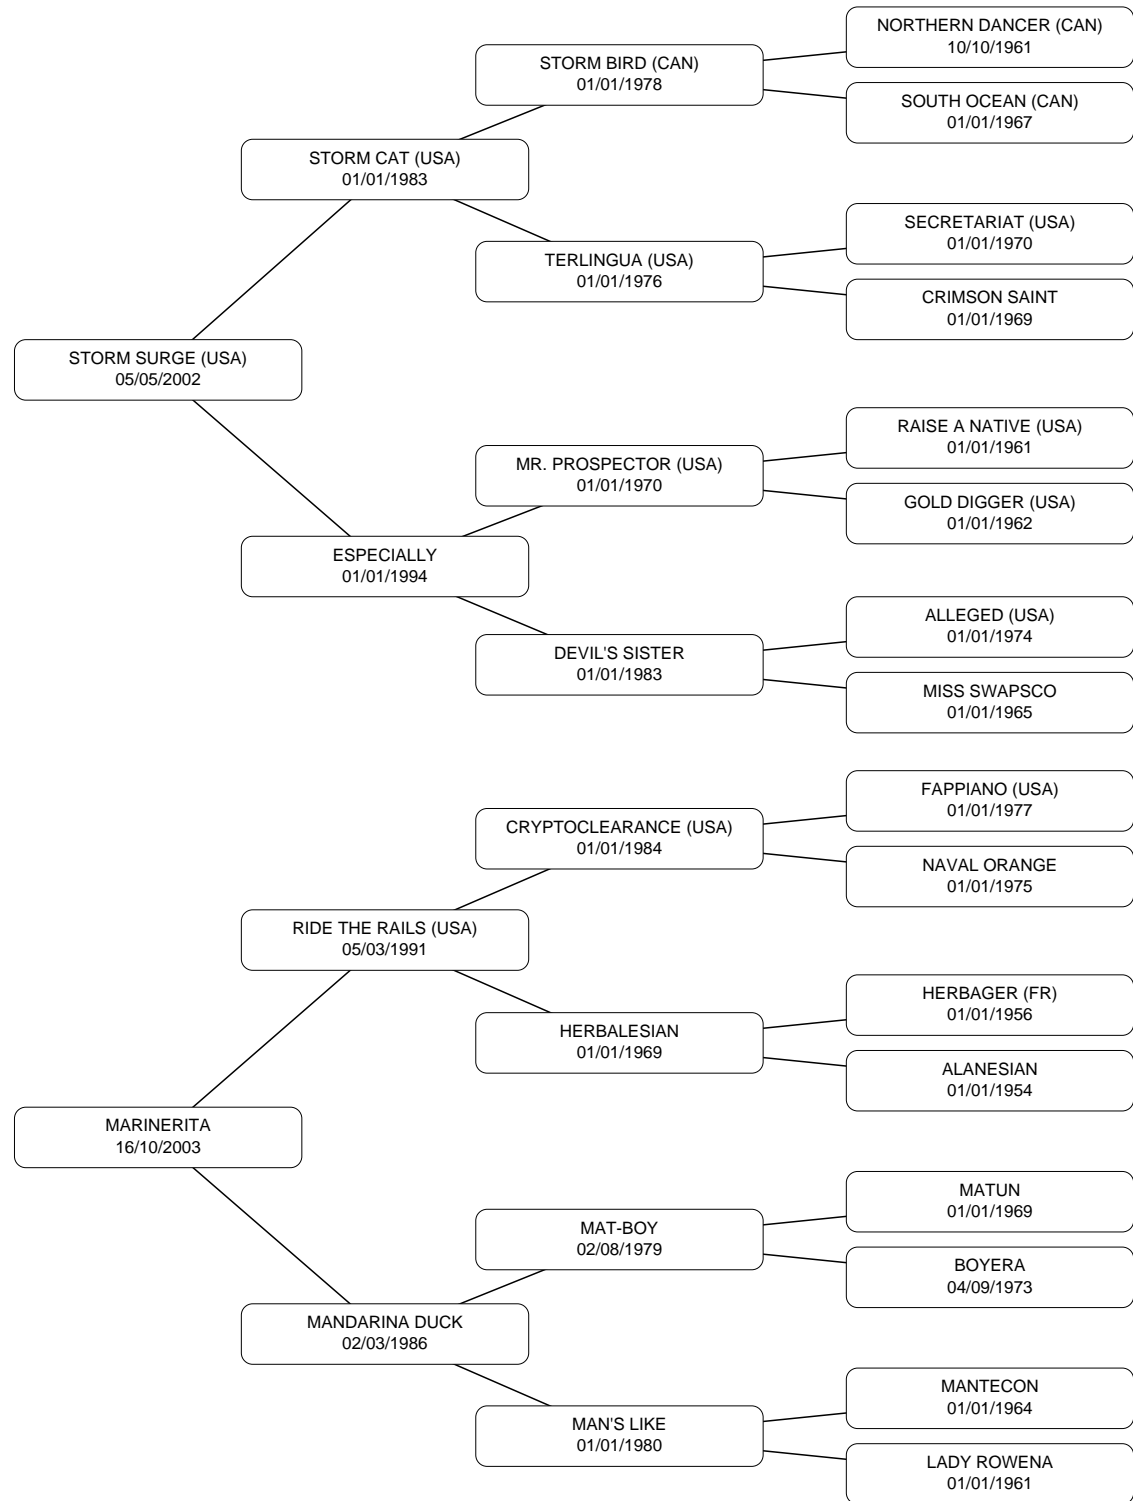 NORTHERN DANCER (CAN)
10/10/1961
STORM BIRD (CAN)
01/01/1978
SOUTH OCEAN (CAN)
01/01/1967
STORM CAT (USA)
01/01/1983
SECRETARIAT (USA)
01/01/1970
TERLINGUA (USA)
01/01/1976
CRIMSON SAINT
01/01/1969
STORM SURGE (USA)
05/05/2002
RAISE A NATIVE (USA)
01/01/1961
MR. PROSPECTOR (USA)
01/01/1970
GOLD DIGGER (USA)
01/01/1962
ESPECIALLY
01/01/1994
ALLEGED (USA)
01/01/1974
DEVIL'S SISTER
01/01/1983
MISS SWAPSCO
01/01/1965
FAPPIANO (USA)
01/01/1977
CRYPTOCLEARANCE (USA)
01/01/1984
NAVAL ORANGE
01/01/1975
RIDE THE RAILS (USA)
05/03/1991
HERBAGER (FR)
01/01/1956
HERBALESIAN
01/01/1969
ALANESIAN
01/01/1954
MARINERITA
16/10/2003
MATUN
01/01/1969
MAT-BOY
02/08/1979
BOYERA
04/09/1973
MANDARINA DUCK
02/03/1986
MANTECON
01/01/1964
MAN'S LIKE
01/01/1980
LADY ROWENA
01/01/1961